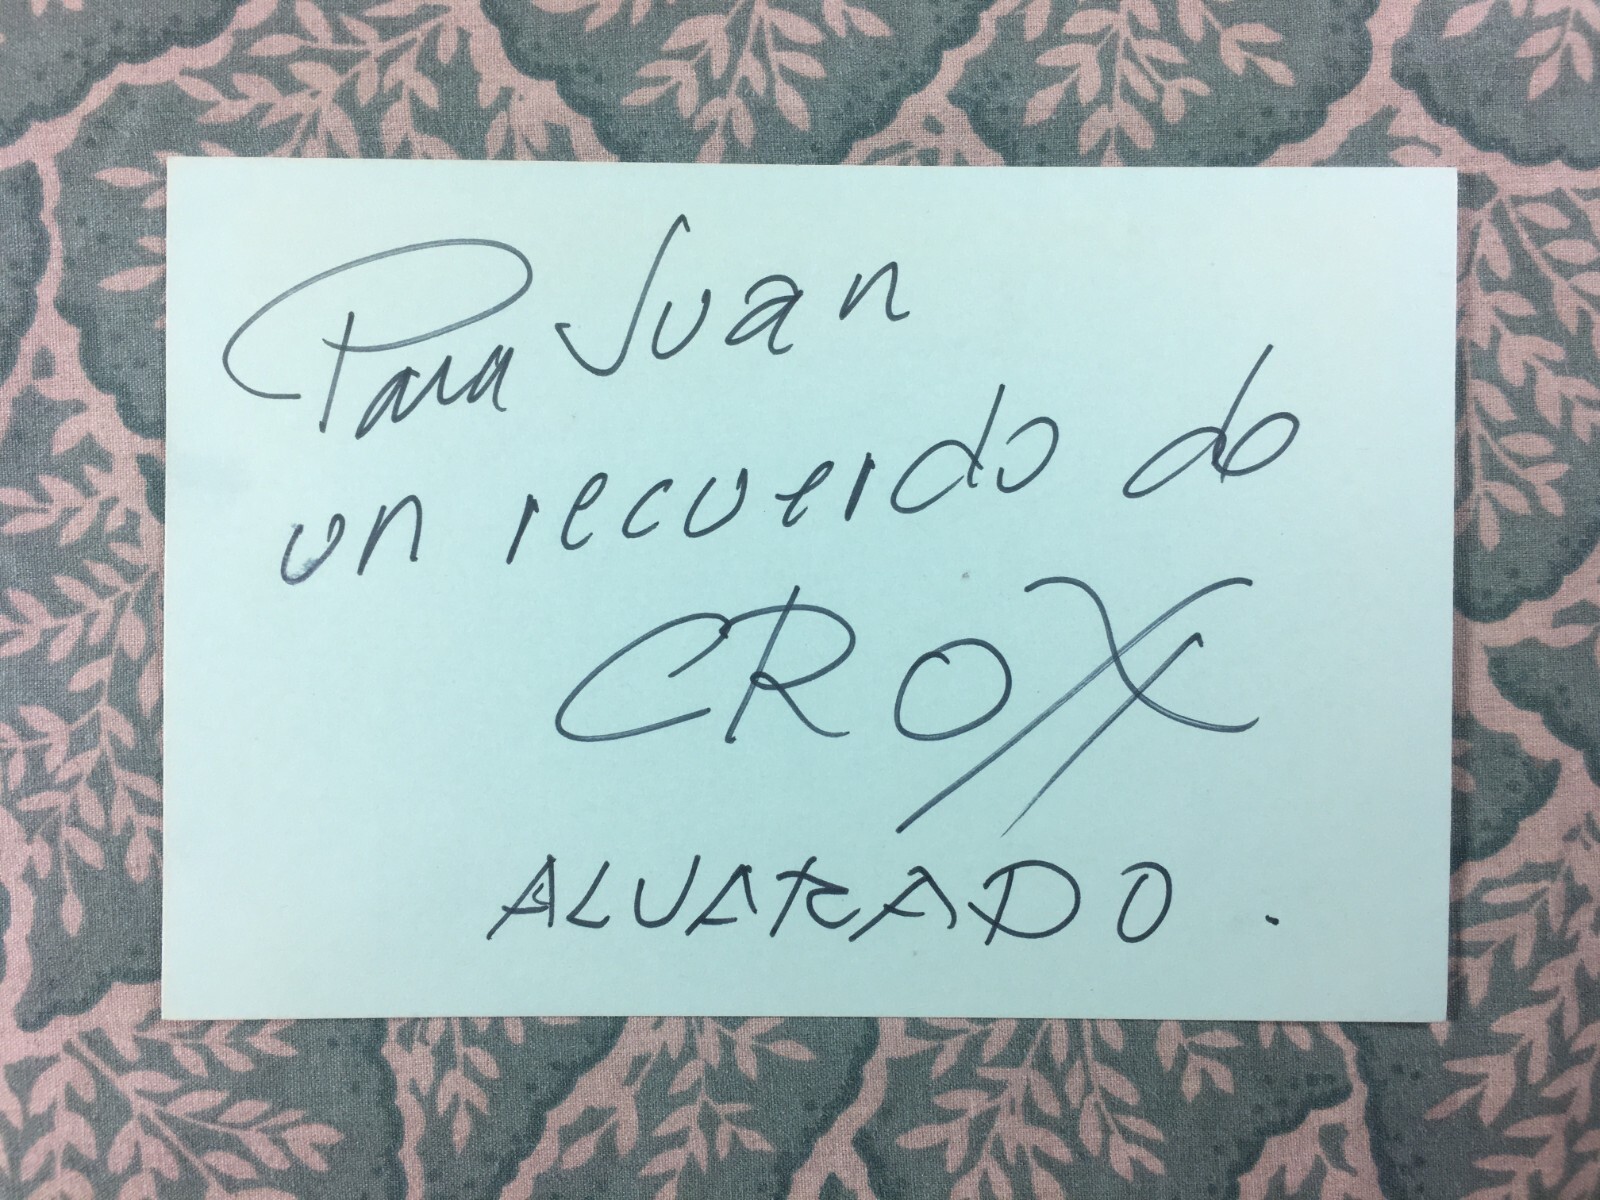 Para Juan
un recuerdo de
CROX
ALVARADO.